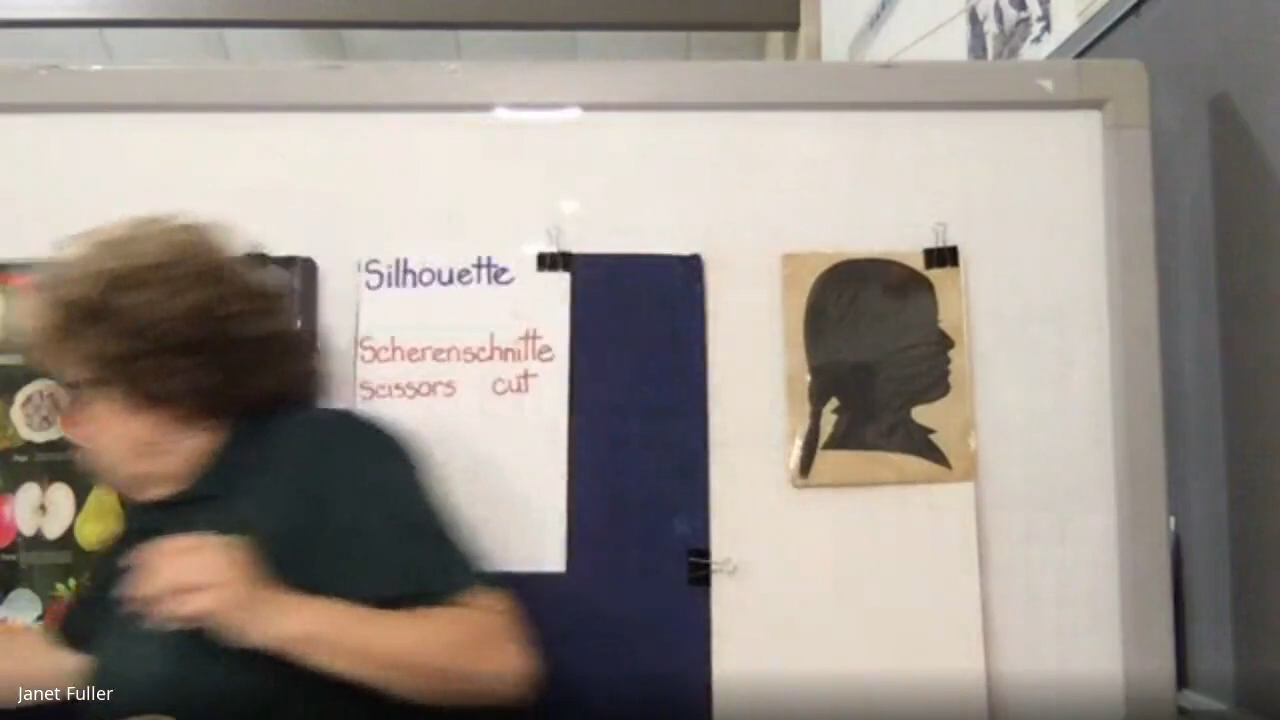 Silhouette
Scherenschnitte
scissors cut
Janet Fuller